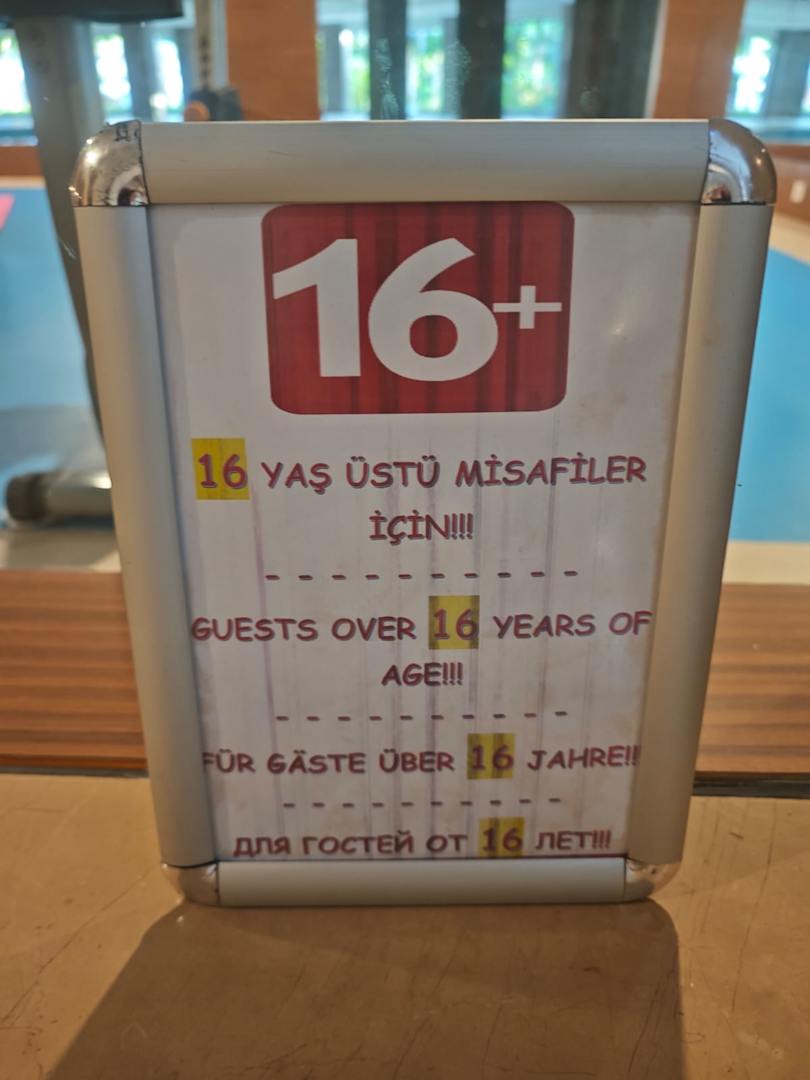 16+
16 YAŞ ÜSTÜ MİSAFİLER
İÇİN!!!
- - - - - - - - - -
GUESTS OVER 16 YEARS OF
AGE!!!
- - - - - - - - - -
FÜR GÄSTE ÜBER 16 JAHRE!!
- - - - - - - - - -
ДЛЯ ГОСТЕЙ ОТ 16 ЛЕТ!!!